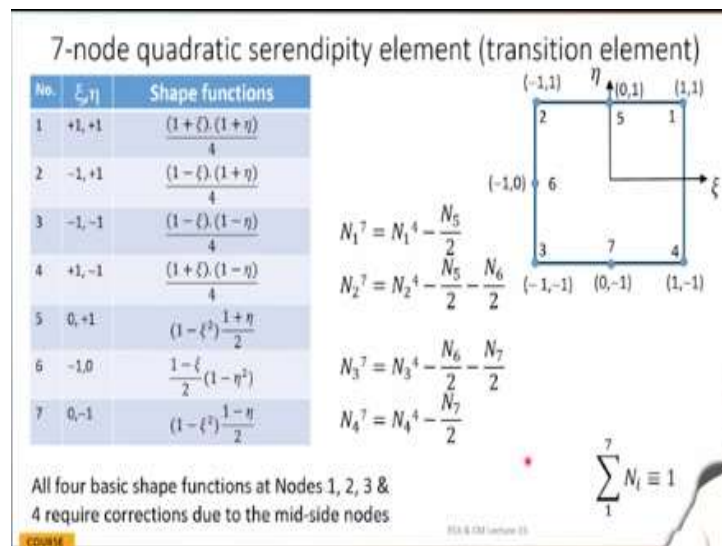 7-node quadratic serendipity element (transition element)
No. ξ,η Shape functions
1 +1, +1 (1+ξ).(1+η)/4
2 −1, +1 (1−ξ).(1+η)/4
3 −1, −1 (1−ξ).(1−η)/4
4 +1, −1 (1+ξ).(1−η)/4
5 0, +1 (1−ξ²) 1+η/2
6 −1,0 1−ξ/2 (1−η²)
7 0,−1 (1−ξ²) 1−η/2
N₁⁷ = N₁⁴ − N₅/2
N₂⁷ = N₂⁴ − N₅/2 − N₆/2
N₃⁷ = N₃⁴ − N₆/2 − N₇/2
N₄⁷ = N₄⁴ − N₇/2
(−1,1) η (0,1) (1,1)
2 5 1
(−1,0) 6 ξ
3 7 4
(−1,−1) (0,−1) (1,−1)
All four basic shape functions at Nodes 1, 2, 3 &
4 require corrections due to the mid-side nodes
7
∑ Nᵢ ≡ 1
1
COURSE